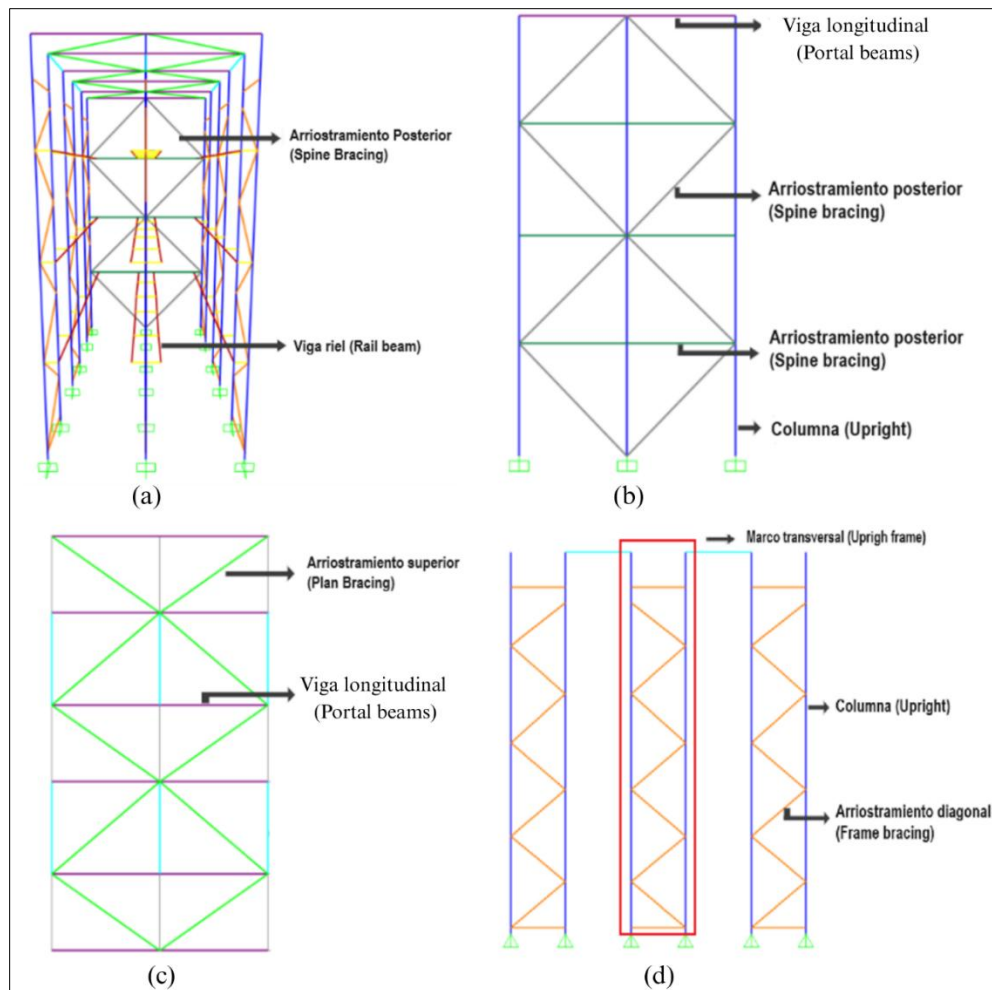 Arriostramiento Posterior
(Spine Bracing)
Viga riel (Rail beam)
(a)
Viga longitudinal
(Portal beams)
Arriostramiento posterior
(Spine bracing)
Arriostramiento posterior
(Spine bracing)
Columna (Upright)
(b)
Arriostramiento superior
(Plan Bracing)
Viga longitudinal
(Portal beams)
(c)
Marco transversal (Uprigh frame)
Columna (Upright)
Arriostramiento diagonal
(Frame bracing)
(d)